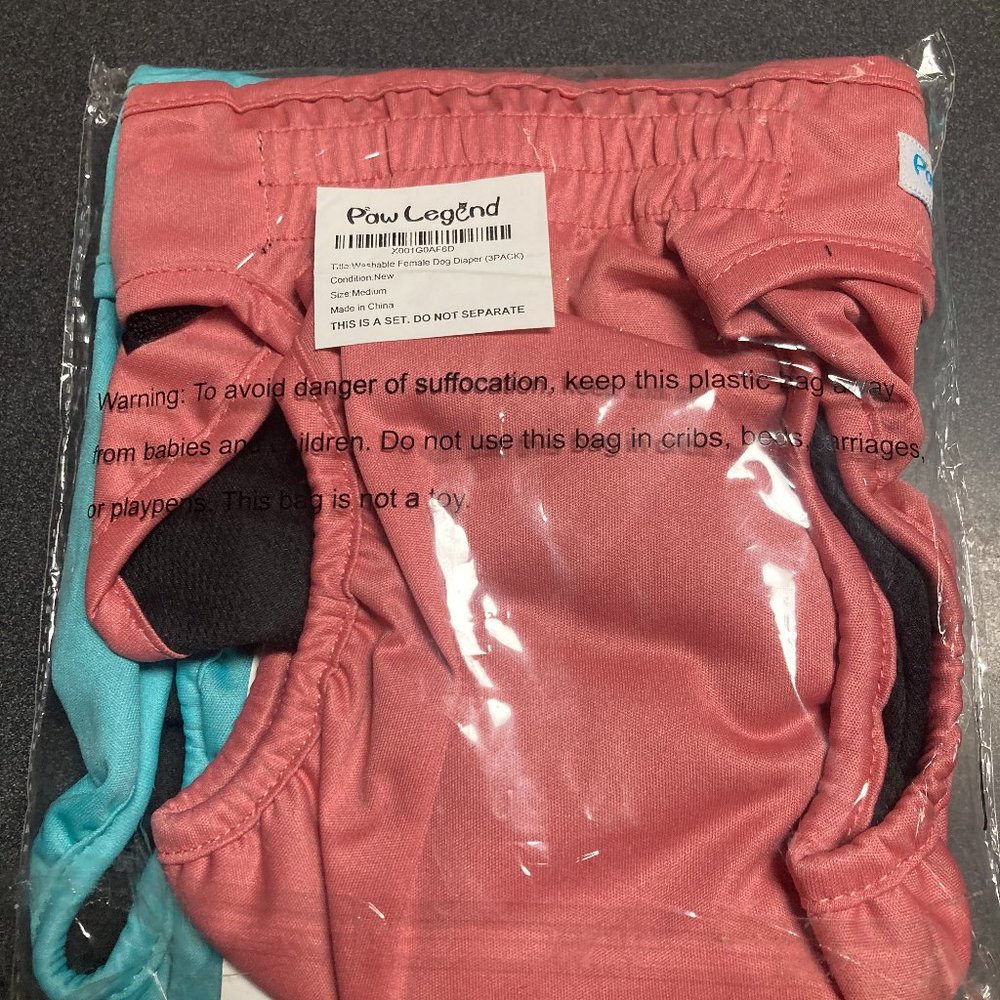 Paw Legend
X001G0AF6D
Title:Washable Female Dog Diaper (3PACK)
Condition:New
Size:Medium
Made in China
THIS IS A SET. DO NOT SEPARATE
Warning: To avoid danger of suffocation, keep this plastic bag away
from babies and children. Do not use this bag in cribs, beds, carriages,
or playpens. This bag is not a toy.